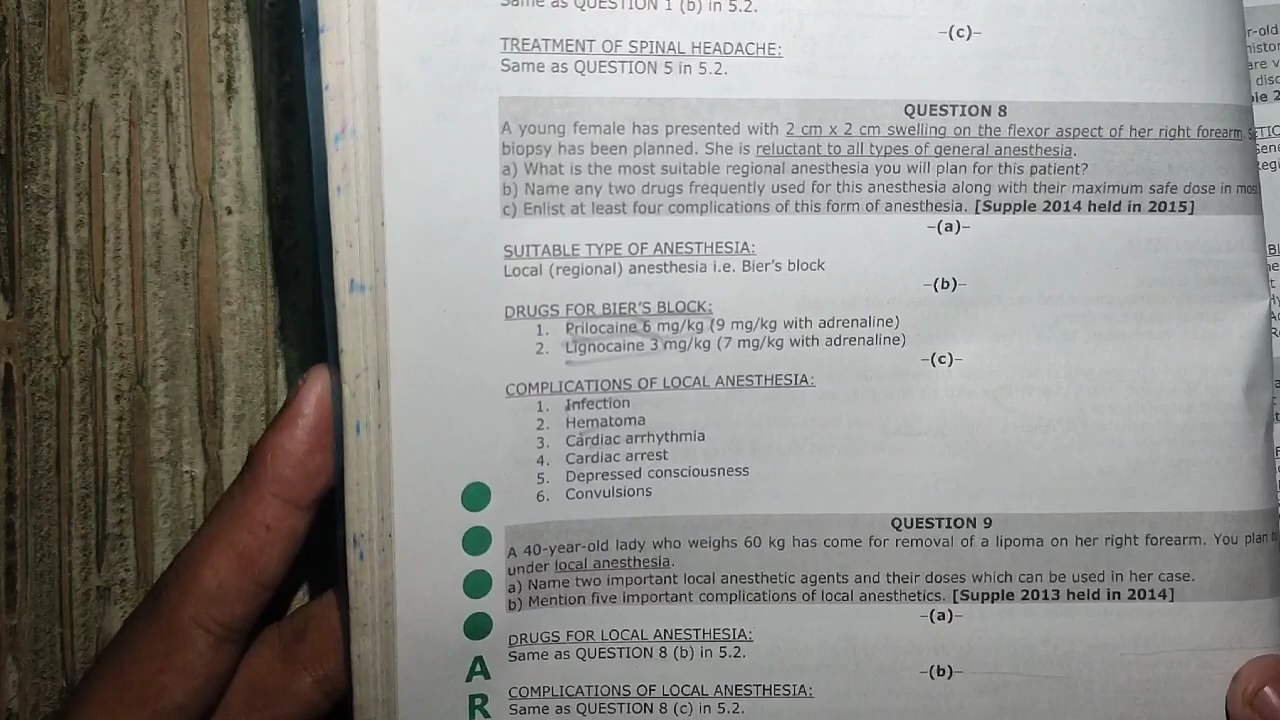 Same as QUESTION 1 (b) in 5.2.
-(c)-
TREATMENT OF SPINAL HEADACHE:
Same as QUESTION 5 in 5.2.
QUESTION 8
A young female has presented with 2 cm x 2 cm swelling on the flexor aspect of her right forearm
biopsy has been planned. She is reluctant to all types of general anesthesia.
a) What is the most suitable regional anesthesia you will plan for this patient?
b) Name any two drugs frequently used for this anesthesia along with their maximum safe dose in
c) Enlist at least four complications of this form of anesthesia. [Supple 2014 held in 2015]
-(a)-
SUITABLE TYPE OF ANESTHESIA:
Local (regional) anesthesia i.e. Bier's block
-(b)-
DRUGS FOR BIER'S BLOCK:
1. Prilocaine 6 mg/kg (9 mg/kg with adrenaline)
2. Lignocaine 3 mg/kg (7 mg/kg with adrenaline)
-(c)-
COMPLICATIONS OF LOCAL ANESTHESIA:
1. Infection
2. Hematoma
3. Cardiac arrhythmia
4. Cardiac arrest
5. Depressed consciousness
6. Convulsions
QUESTION 9
A 40-year-old lady who weighs 60 kg has come for removal of a lipoma on her right forearm. You plan
under local anesthesia.
a) Name two important local anesthetic agents and their doses which can be used in her case.
b) Mention five important complications of local anesthetics. [Supple 2013 held in 2014]
-(a)-
DRUGS FOR LOCAL ANESTHESIA:
Same as QUESTION 8 (b) in 5.2.
-(b)-
COMPLICATIONS OF LOCAL ANESTHESIA:
Same as QUESTION 8 (c) in 5.2.
A
R